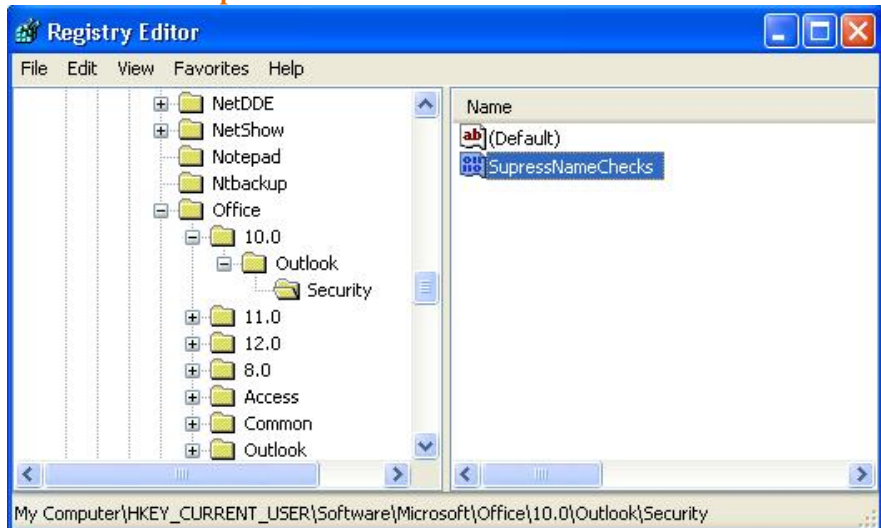 Registry Editor
File Edit View Favorites Help
NetDDE
NetShow
Notepad
Ntbackup
Office
10.0
Outlook
Security
11.0
12.0
8.0
Access
Common
Outlook
Name
(Default)
SupressNameChecks
My Computer\HKEY_CURRENT_USER\Software\Microsoft\Office\10.0\Outlook\Security